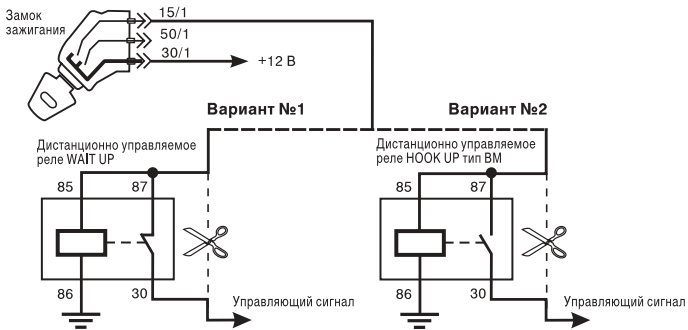 Замок
зажигания
15/1
50/1
30/1
+12 В
Вариант №1
Вариант №2
Дистанционно управляемое
реле WAIT UP
Дистанционно управляемое
реле HOOK UP тип ВМ
85
87
85
87
86
30
Управляющий сигнал
86
30
Управляющий сигнал